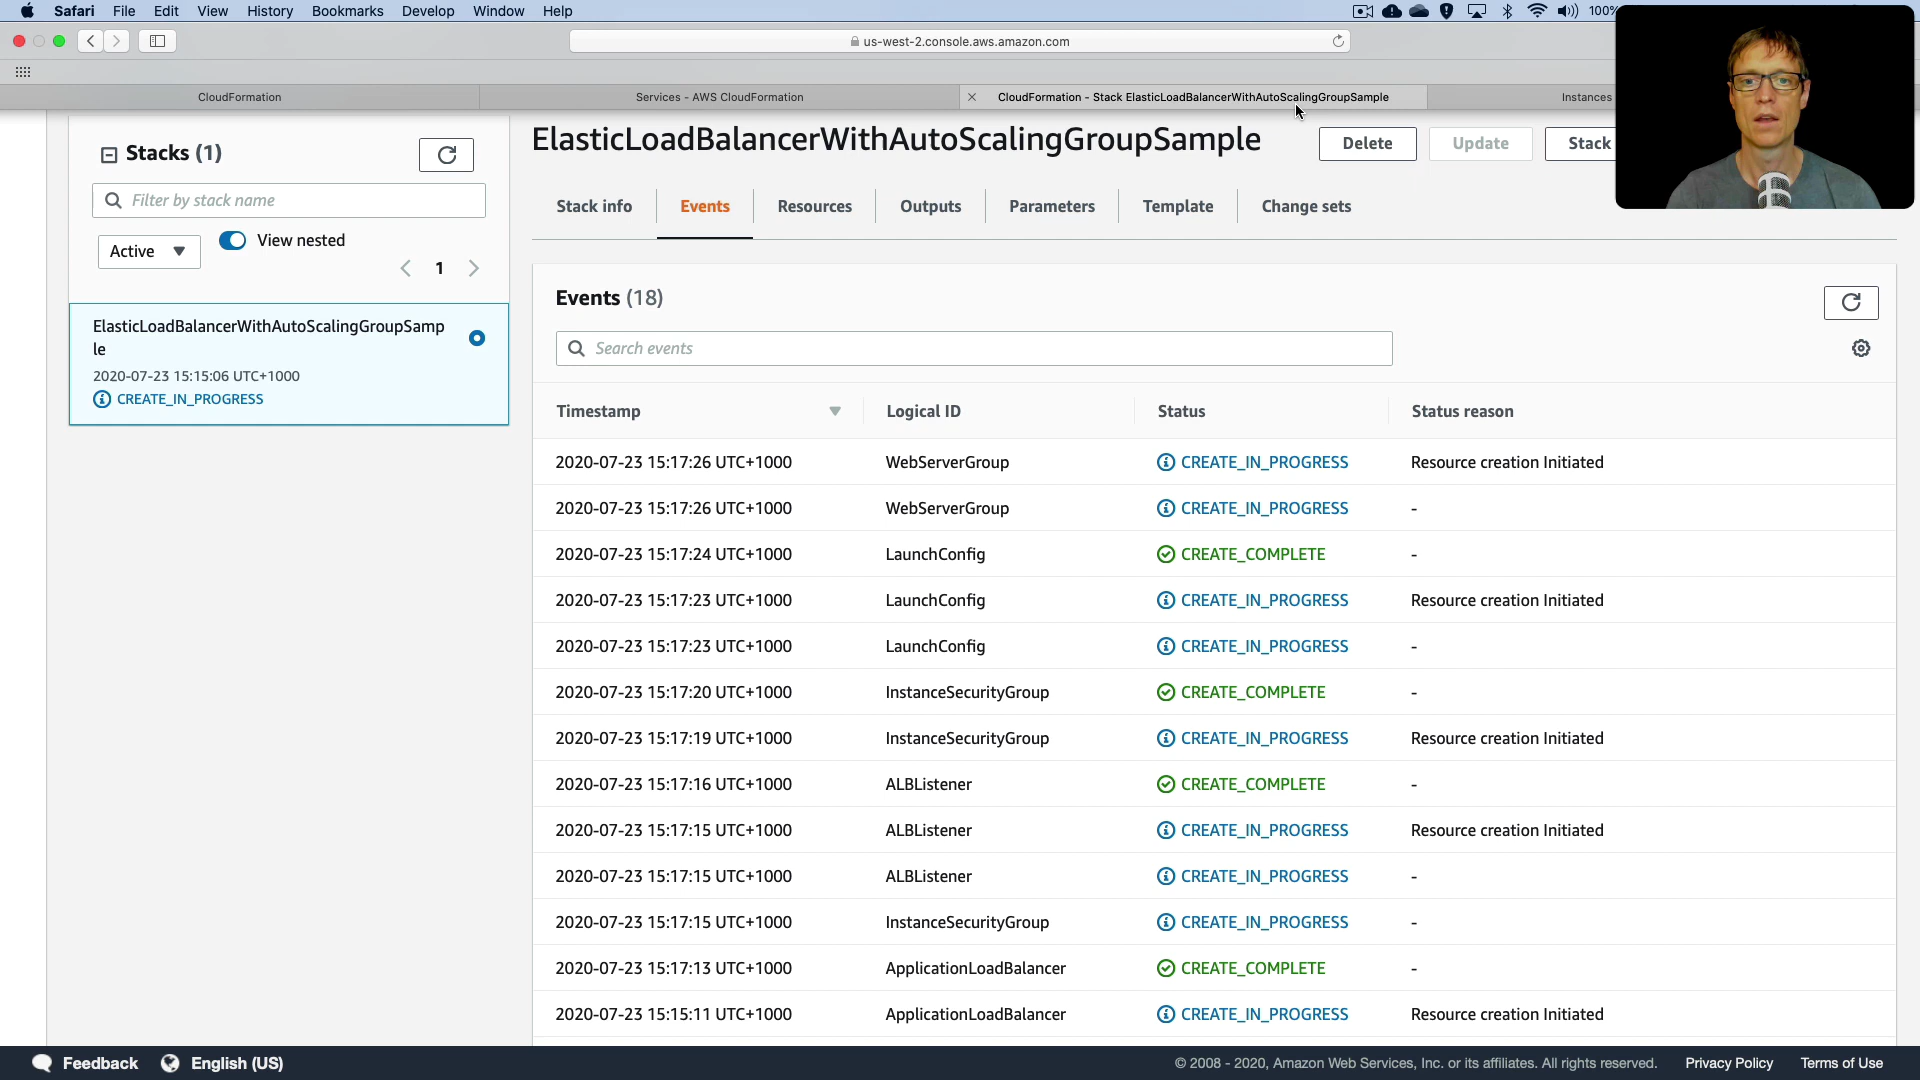 Safari File Edit View History Bookmarks Develop Window Help 100%
us-west-2.console.aws.amazon.com
CloudFormation
Services - AWS CloudFormation
CloudFormation - Stack ElasticLoadBalancerWithAutoScalingGroupSample
Instances
Stacks (1)
Filter by stack name
Active
View nested
1
ElasticLoadBalancerWithAutoScalingGroupSamp
le
2020-07-23 15:15:06 UTC+1000
CREATE_IN_PROGRESS
ElasticLoadBalancerWithAutoScalingGroupSample
Delete
Update
Stack
Stack info
Events
Resources
Outputs
Parameters
Template
Change sets
Events (18)
Search events
Timestamp Logical ID Status Status reason
2020-07-23 15:17:26 UTC+1000 WebServerGroup CREATE_IN_PROGRESS Resource creation Initiated
2020-07-23 15:17:26 UTC+1000 WebServerGroup CREATE_IN_PROGRESS -
2020-07-23 15:17:24 UTC+1000 LaunchConfig CREATE_COMPLETE -
2020-07-23 15:17:23 UTC+1000 LaunchConfig CREATE_IN_PROGRESS Resource creation Initiated
2020-07-23 15:17:23 UTC+1000 LaunchConfig CREATE_IN_PROGRESS -
2020-07-23 15:17:20 UTC+1000 InstanceSecurityGroup CREATE_COMPLETE -
2020-07-23 15:17:19 UTC+1000 InstanceSecurityGroup CREATE_IN_PROGRESS Resource creation Initiated
2020-07-23 15:17:16 UTC+1000 ALBListener CREATE_COMPLETE -
2020-07-23 15:17:15 UTC+1000 ALBListener CREATE_IN_PROGRESS Resource creation Initiated
2020-07-23 15:17:15 UTC+1000 ALBListener CREATE_IN_PROGRESS -
2020-07-23 15:17:15 UTC+1000 InstanceSecurityGroup CREATE_IN_PROGRESS -
2020-07-23 15:17:13 UTC+1000 ApplicationLoadBalancer CREATE_COMPLETE -
2020-07-23 15:15:11 UTC+1000 ApplicationLoadBalancer CREATE_IN_PROGRESS Resource creation Initiated
Feedback English (US) © 2008 - 2020, Amazon Web Services, Inc. or its affiliates. All rights reserved. Privacy Policy Terms of Use